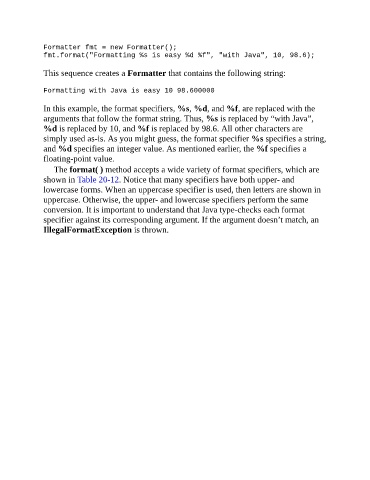 Formatter fmt = new Formatter();
fmt.format("Formatting %s is easy %d %f", "with Java", 10, 98.6);
This sequence creates a Formatter that contains the following string:
Formatting with Java is easy 10 98.600000
In this example, the format specifiers, %s, %d, and %f, are replaced with the
arguments that follow the format string. Thus, %s is replaced by “with Java”,
%d is replaced by 10, and %f is replaced by 98.6. All other characters are
simply used as-is. As you might guess, the format specifier %s specifies a string,
and %d specifies an integer value. As mentioned earlier, the %f specifies a
floating-point value.
The format( ) method accepts a wide variety of format specifiers, which are
shown in Table 20-12. Notice that many specifiers have both upper- and
lowercase forms. When an uppercase specifier is used, then letters are shown in
uppercase. Otherwise, the upper- and lowercase specifiers perform the same
conversion. It is important to understand that Java type-checks each format
specifier against its corresponding argument. If the argument doesn’t match, an
IllegalFormatException is thrown.